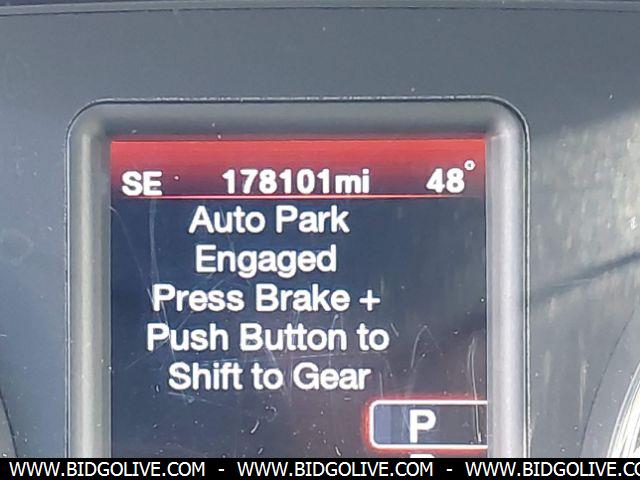 SE 178101mi 48°
Auto Park
Engaged
Press Brake +
Push Button to
Shift to Gear
P
WWW.BIDGOLIVE.COM - WWW.BIDGOLIVE.COM - WWW.BIDGOLIVE.COM